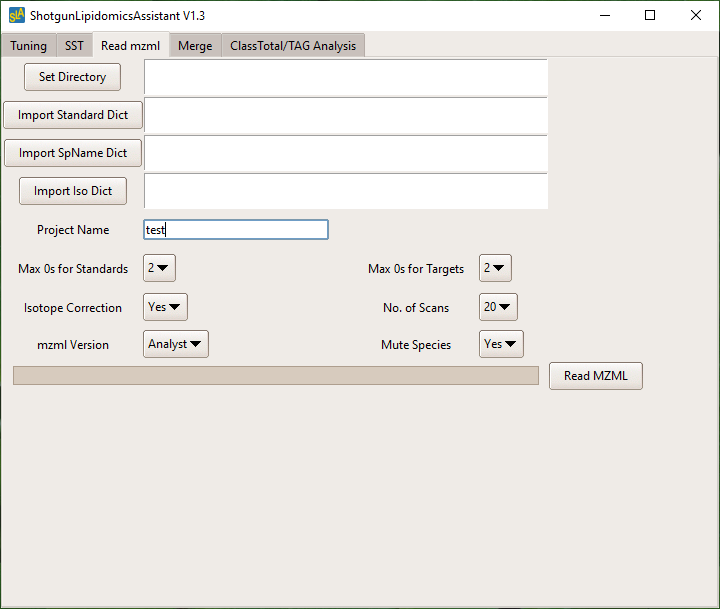 SLA ShotgunLipidomicsAssistant V1.3
Tuning SST Read mzml Merge ClassTotal/TAG Analysis
Set Directory
Import Standard Dict
Import SpName Dict
Import Iso Dict
Project Name test
Max 0s for Standards 2 Max 0s for Targets 2
Isotope Correction Yes No. of Scans 20
mzml Version Analyst Mute Species Yes
Read MZML